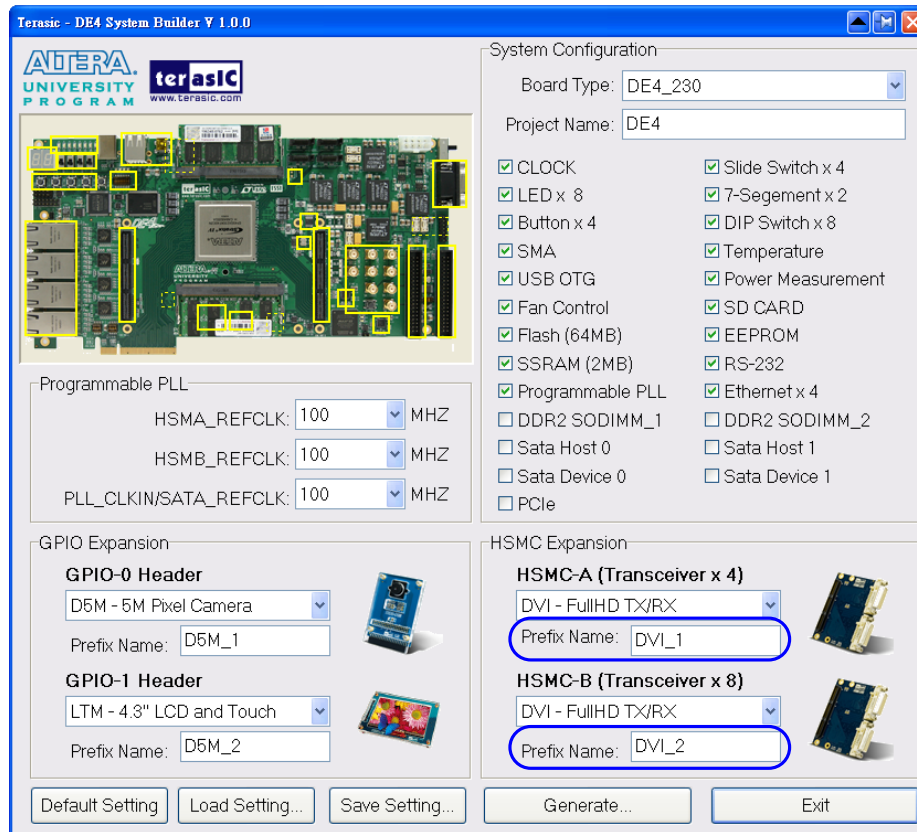 Terasic - DE4 System Builder V 1.0.0
ALTERA.
UNIVERSITY
PROGRAM
terasIC
www.terasic.com
System Configuration
Board Type: DE4_230
Project Name: DE4
CLOCK
Slide Switch x 4
LED x 8
7-Segement x 2
Button x 4
DIP Switch x 8
SMA
Temperature
USB OTG
Power Measurement
Fan Control
SD CARD
Flash (64MB)
EEPROM
SSRAM (2MB)
RS-232
Programmable PLL
Ethernet x 4
DDR2 SODIMM_1
DDR2 SODIMM_2
Sata Host 0
Sata Host 1
Sata Device 0
Sata Device 1
PCIe
Programmable PLL
HSMA_REFCLK: 100 MHZ
HSMB_REFCLK: 100 MHZ
PLL_CLKIN/SATA_REFCLK: 100 MHZ
GPIO Expansion
GPIO-0 Header
D5M - 5M Pixel Camera
Prefix Name: D5M_1
GPIO-1 Header
LTM - 4.3" LCD and Touch
Prefix Name: D5M_2
HSMC Expansion
HSMC-A (Transceiver x 4)
DVI - FullHD TX/RX
Prefix Name: DVI_1
HSMC-B (Transceiver x 8)
DVI - FullHD TX/RX
Prefix Name: DVI_2
Default Setting
Load Setting...
Save Setting...
Generate...
Exit